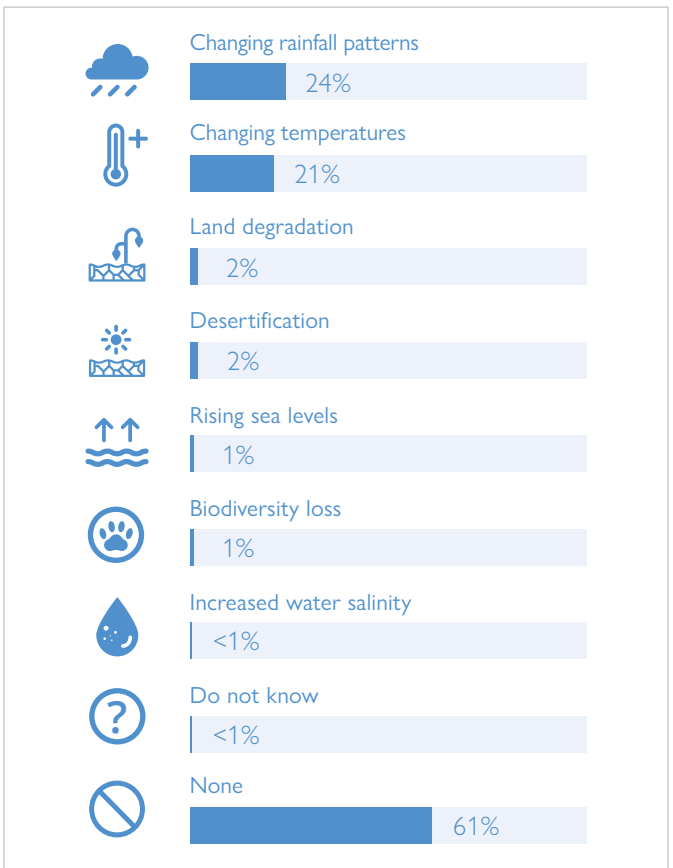 Changing rainfall patterns
24%
Changing temperatures
21%
Land degradation
2%
Desertification
2%
Rising sea levels
1%
Biodiversity loss
1%
Increased water salinity
<1%
?
Do not know
<1%
None
61%